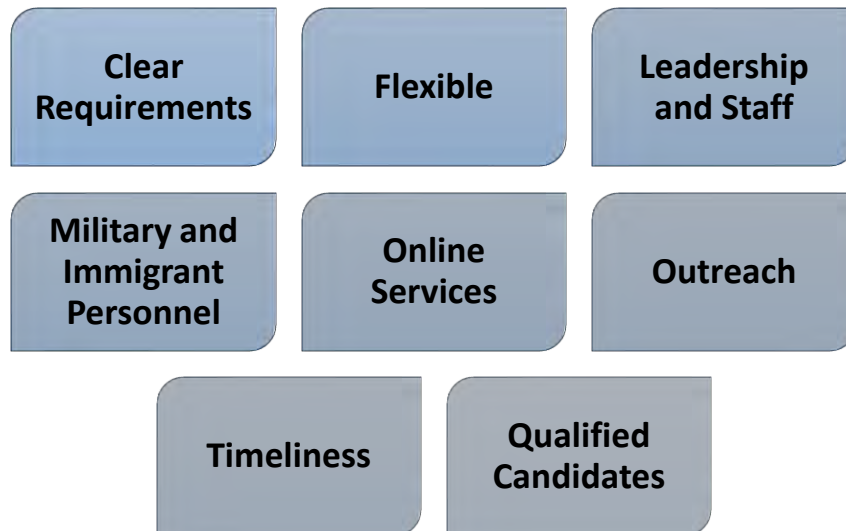 Clear
Requirements
Flexible
Leadership
and Staff
Military and
Immigrant
Personnel
Online
Services
Outreach
Timeliness
Qualified
Candidates